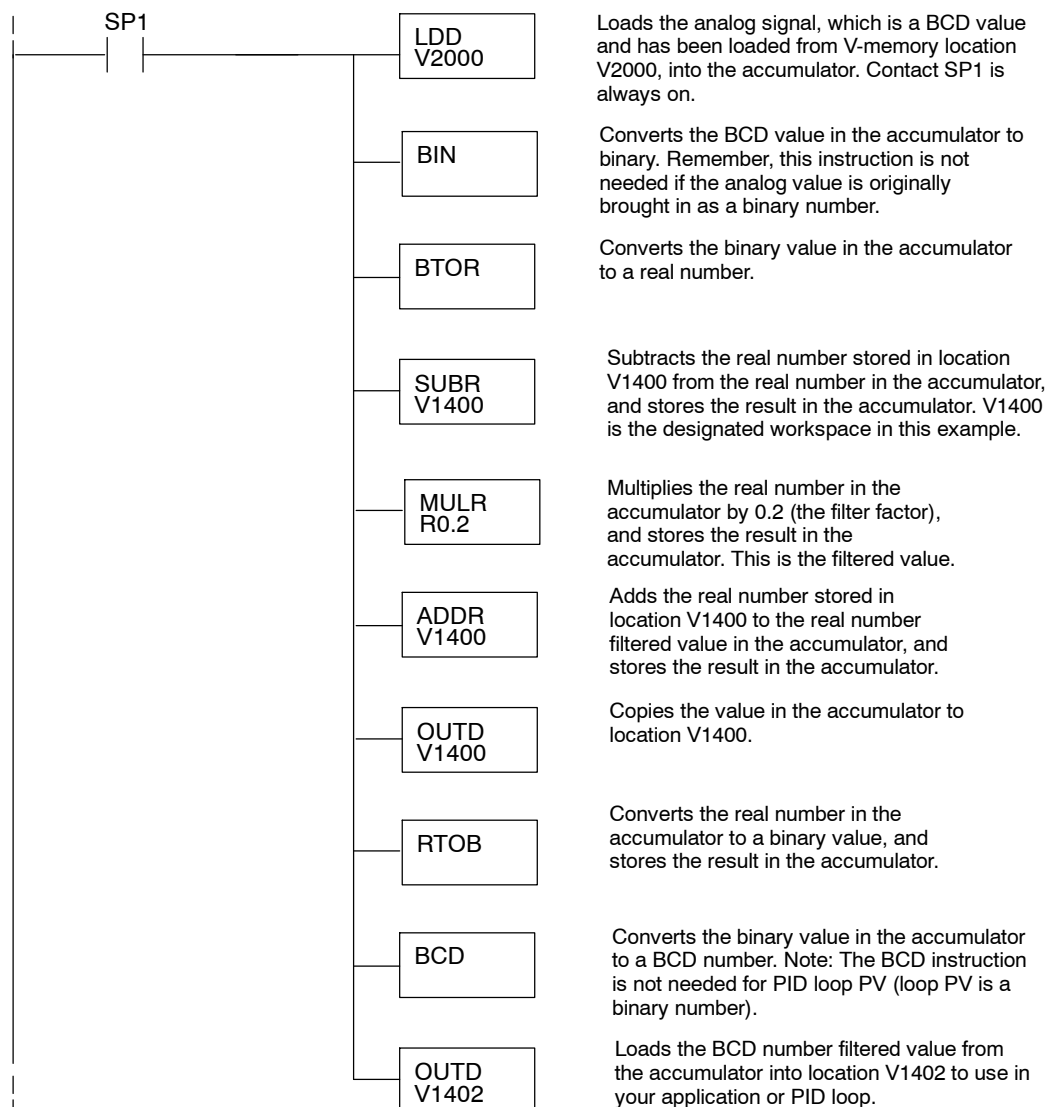 SP1
LDD
V2000
Loads the analog signal, which is a BCD value
and has been loaded from V-memory location
V2000, into the accumulator. Contact SP1 is
always on.
BIN
Converts the BCD value in the accumulator to
binary. Remember, this instruction is not
needed if the analog value is originally
brought in as a binary number.
BTOR
Converts the binary value in the accumulator
to a real number.
SUBR
V1400
Subtracts the real number stored in location
V1400 from the real number in the accumulator,
and stores the result in the accumulator. V1400
is the designated workspace in this example.
MULR
R0.2
Multiplies the real number in the
accumulator by 0.2 (the filter factor),
and stores the result in the
accumulator. This is the filtered value.
ADDR
V1400
Adds the real number stored in
location V1400 to the real number
filtered value in the accumulator, and
stores the result in the accumulator.
OUTD
V1400
Copies the value in the accumulator to
location V1400.
RTOB
Converts the real number in the
accumulator to a binary value, and
stores the result in the accumulator.
BCD
Converts the binary value in the accumulator
to a BCD number. Note: The BCD instruction
is not needed for PID loop PV (loop PV is a
binary number).
OUTD
V1402
Loads the BCD number filtered value from
the accumulator into location V1402 to use in
your application or PID loop.